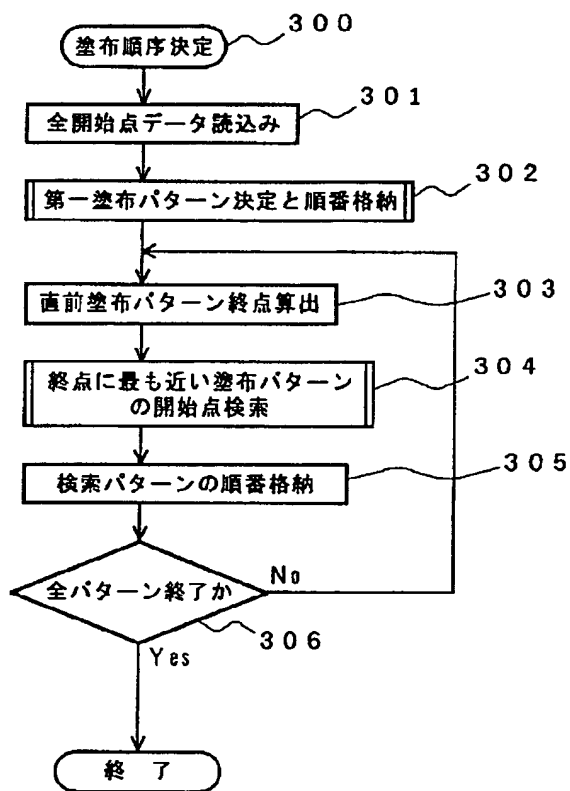 塗布順序決定
３００
全開始点データ読込み
３０１
第一塗布パターン決定と順番格納
３０２
直前塗布パターン終点算出
３０３
終点に最も近い塗布パターン
の開始点検索
３０４
検索パターンの順番格納
３０５
全パターン終了か
No
３０６
Yes
終 了